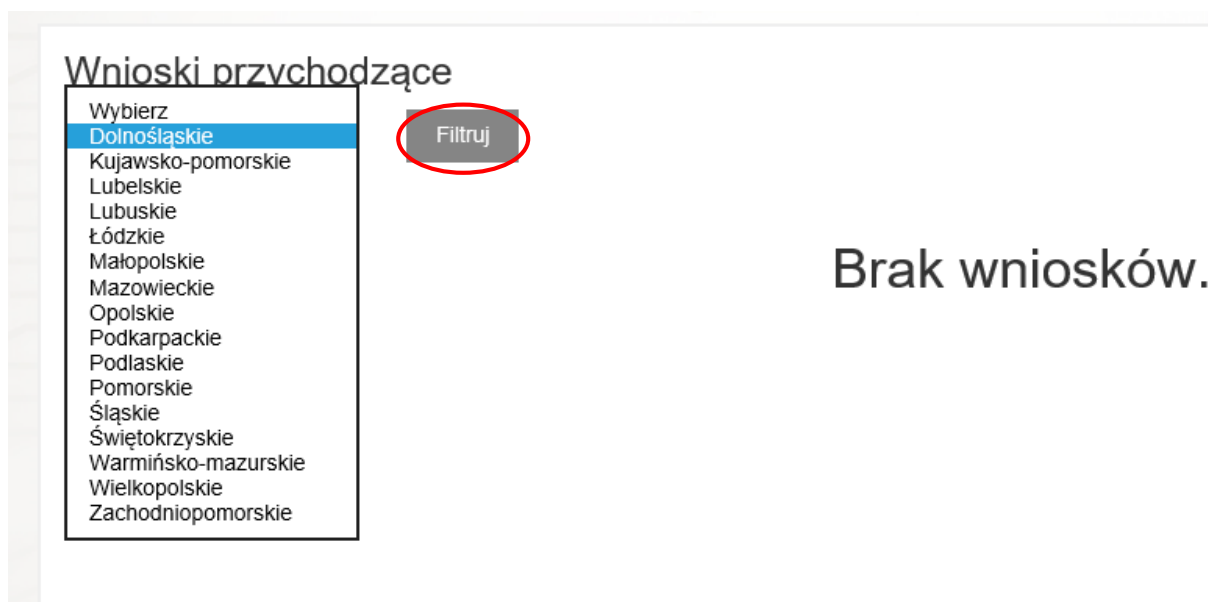 Wnioski przychodzące
Wybierz
Dolnośląskie
Filtruj
Kujawsko-pomorskie
Lubelskie
Lubuskie
Łódzkie
Małopolskie
Mazowieckie
Opolskie
Podkarpackie
Podlaskie
Pomorskie
Śląskie
Świętokrzyskie
Warmińsko-mazurskie
Wielkopolskie
Zachodniopomorskie
Brak wniosków.